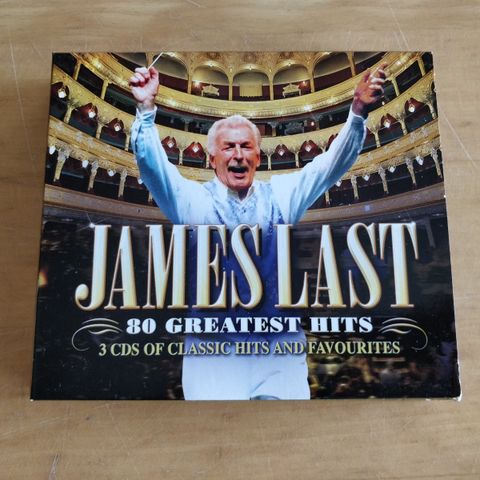 JAMES LAST
80 GREATEST HITS
3 CDS OF CLASSIC HITS AND FAVOURITES